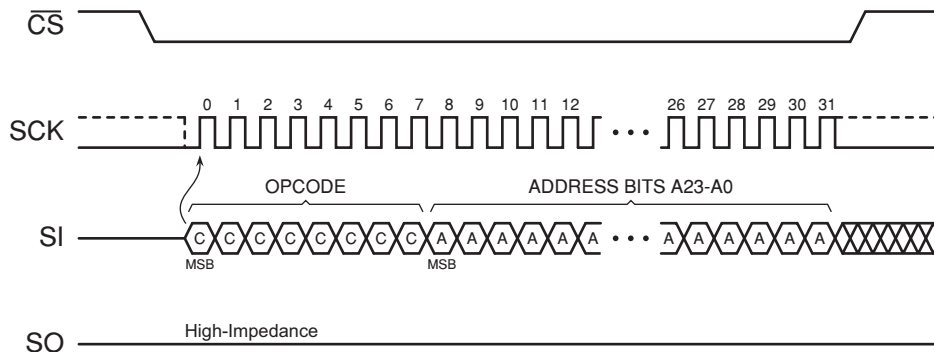 CS
0 1 2 3 4 5 6 7 8 9 10 11 12 26 27 28 29 30 31
SCK
OPCODE ADDRESS BITS A23-A0
SI C C C C C C C C A A A A A A A A A A A A
MSB MSB
High-Impedance
SO